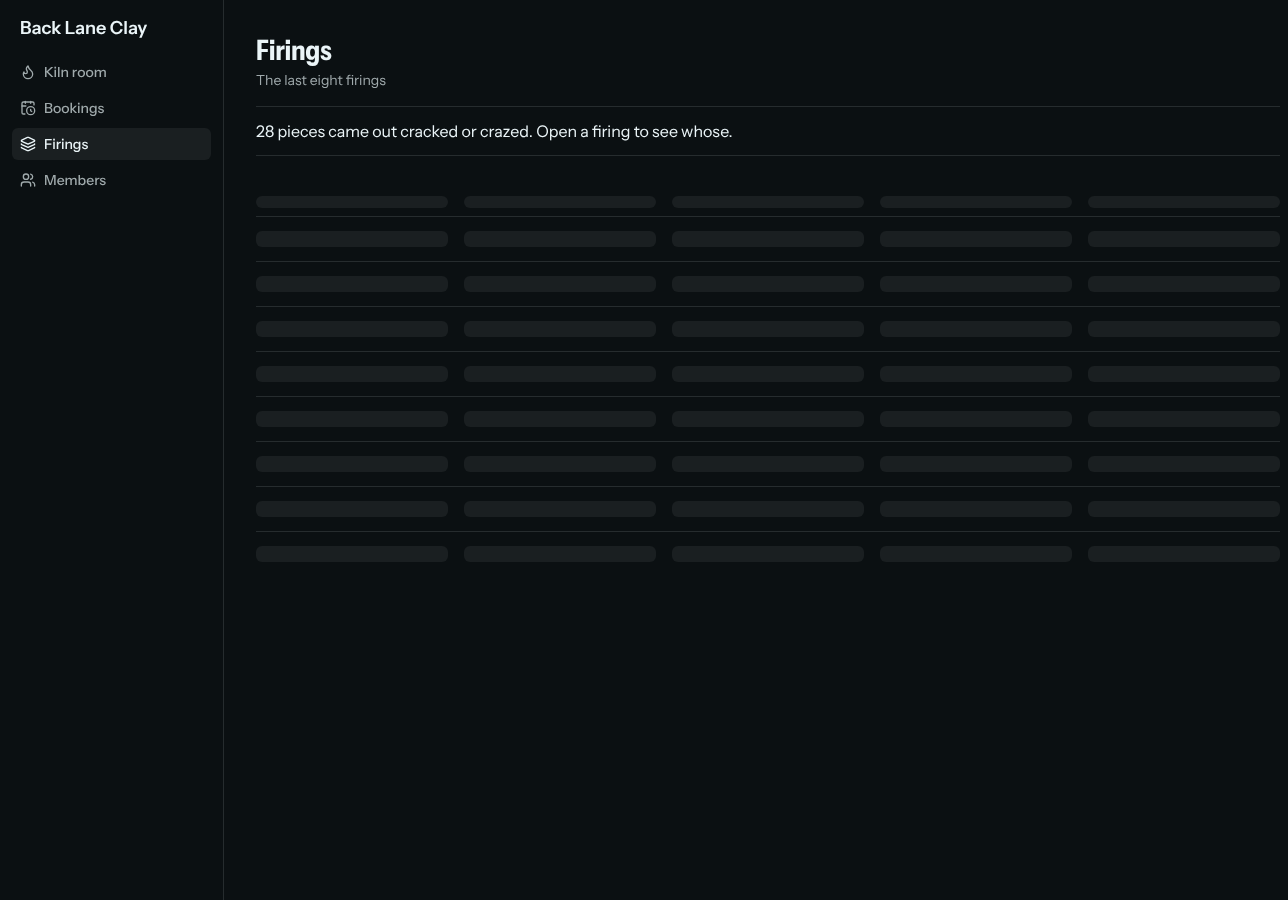 Back Lane Clay
Kiln room
Bookings
Firings
Members
Firings
The last eight firings
28 pieces came out cracked or crazed. Open a firing to see whose.